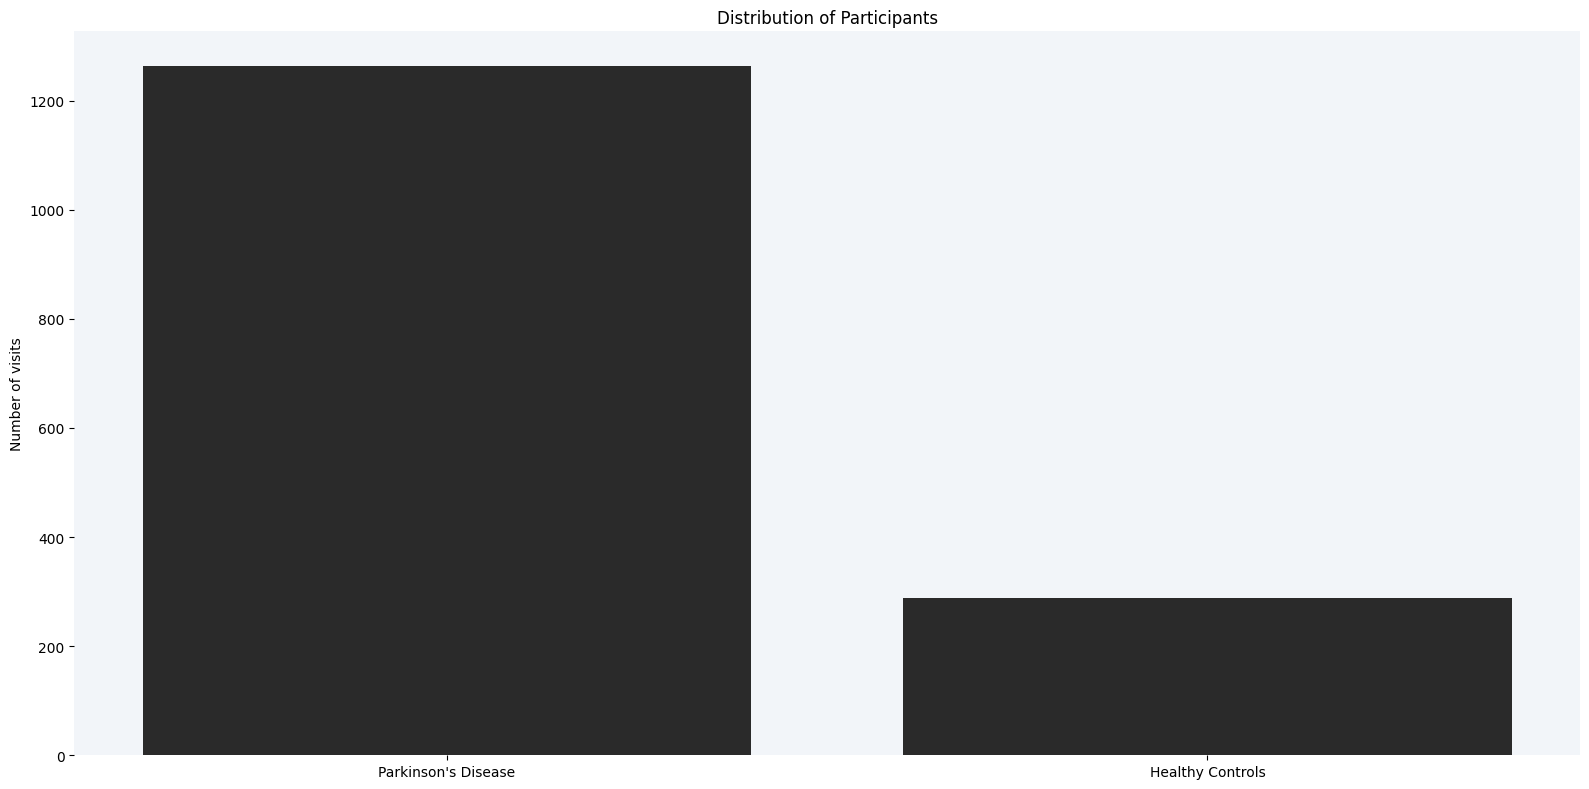 Distribution of Participants
Number of visits
1200
1000
800
600
400
200
0
Parkinson's Disease
Healthy Controls